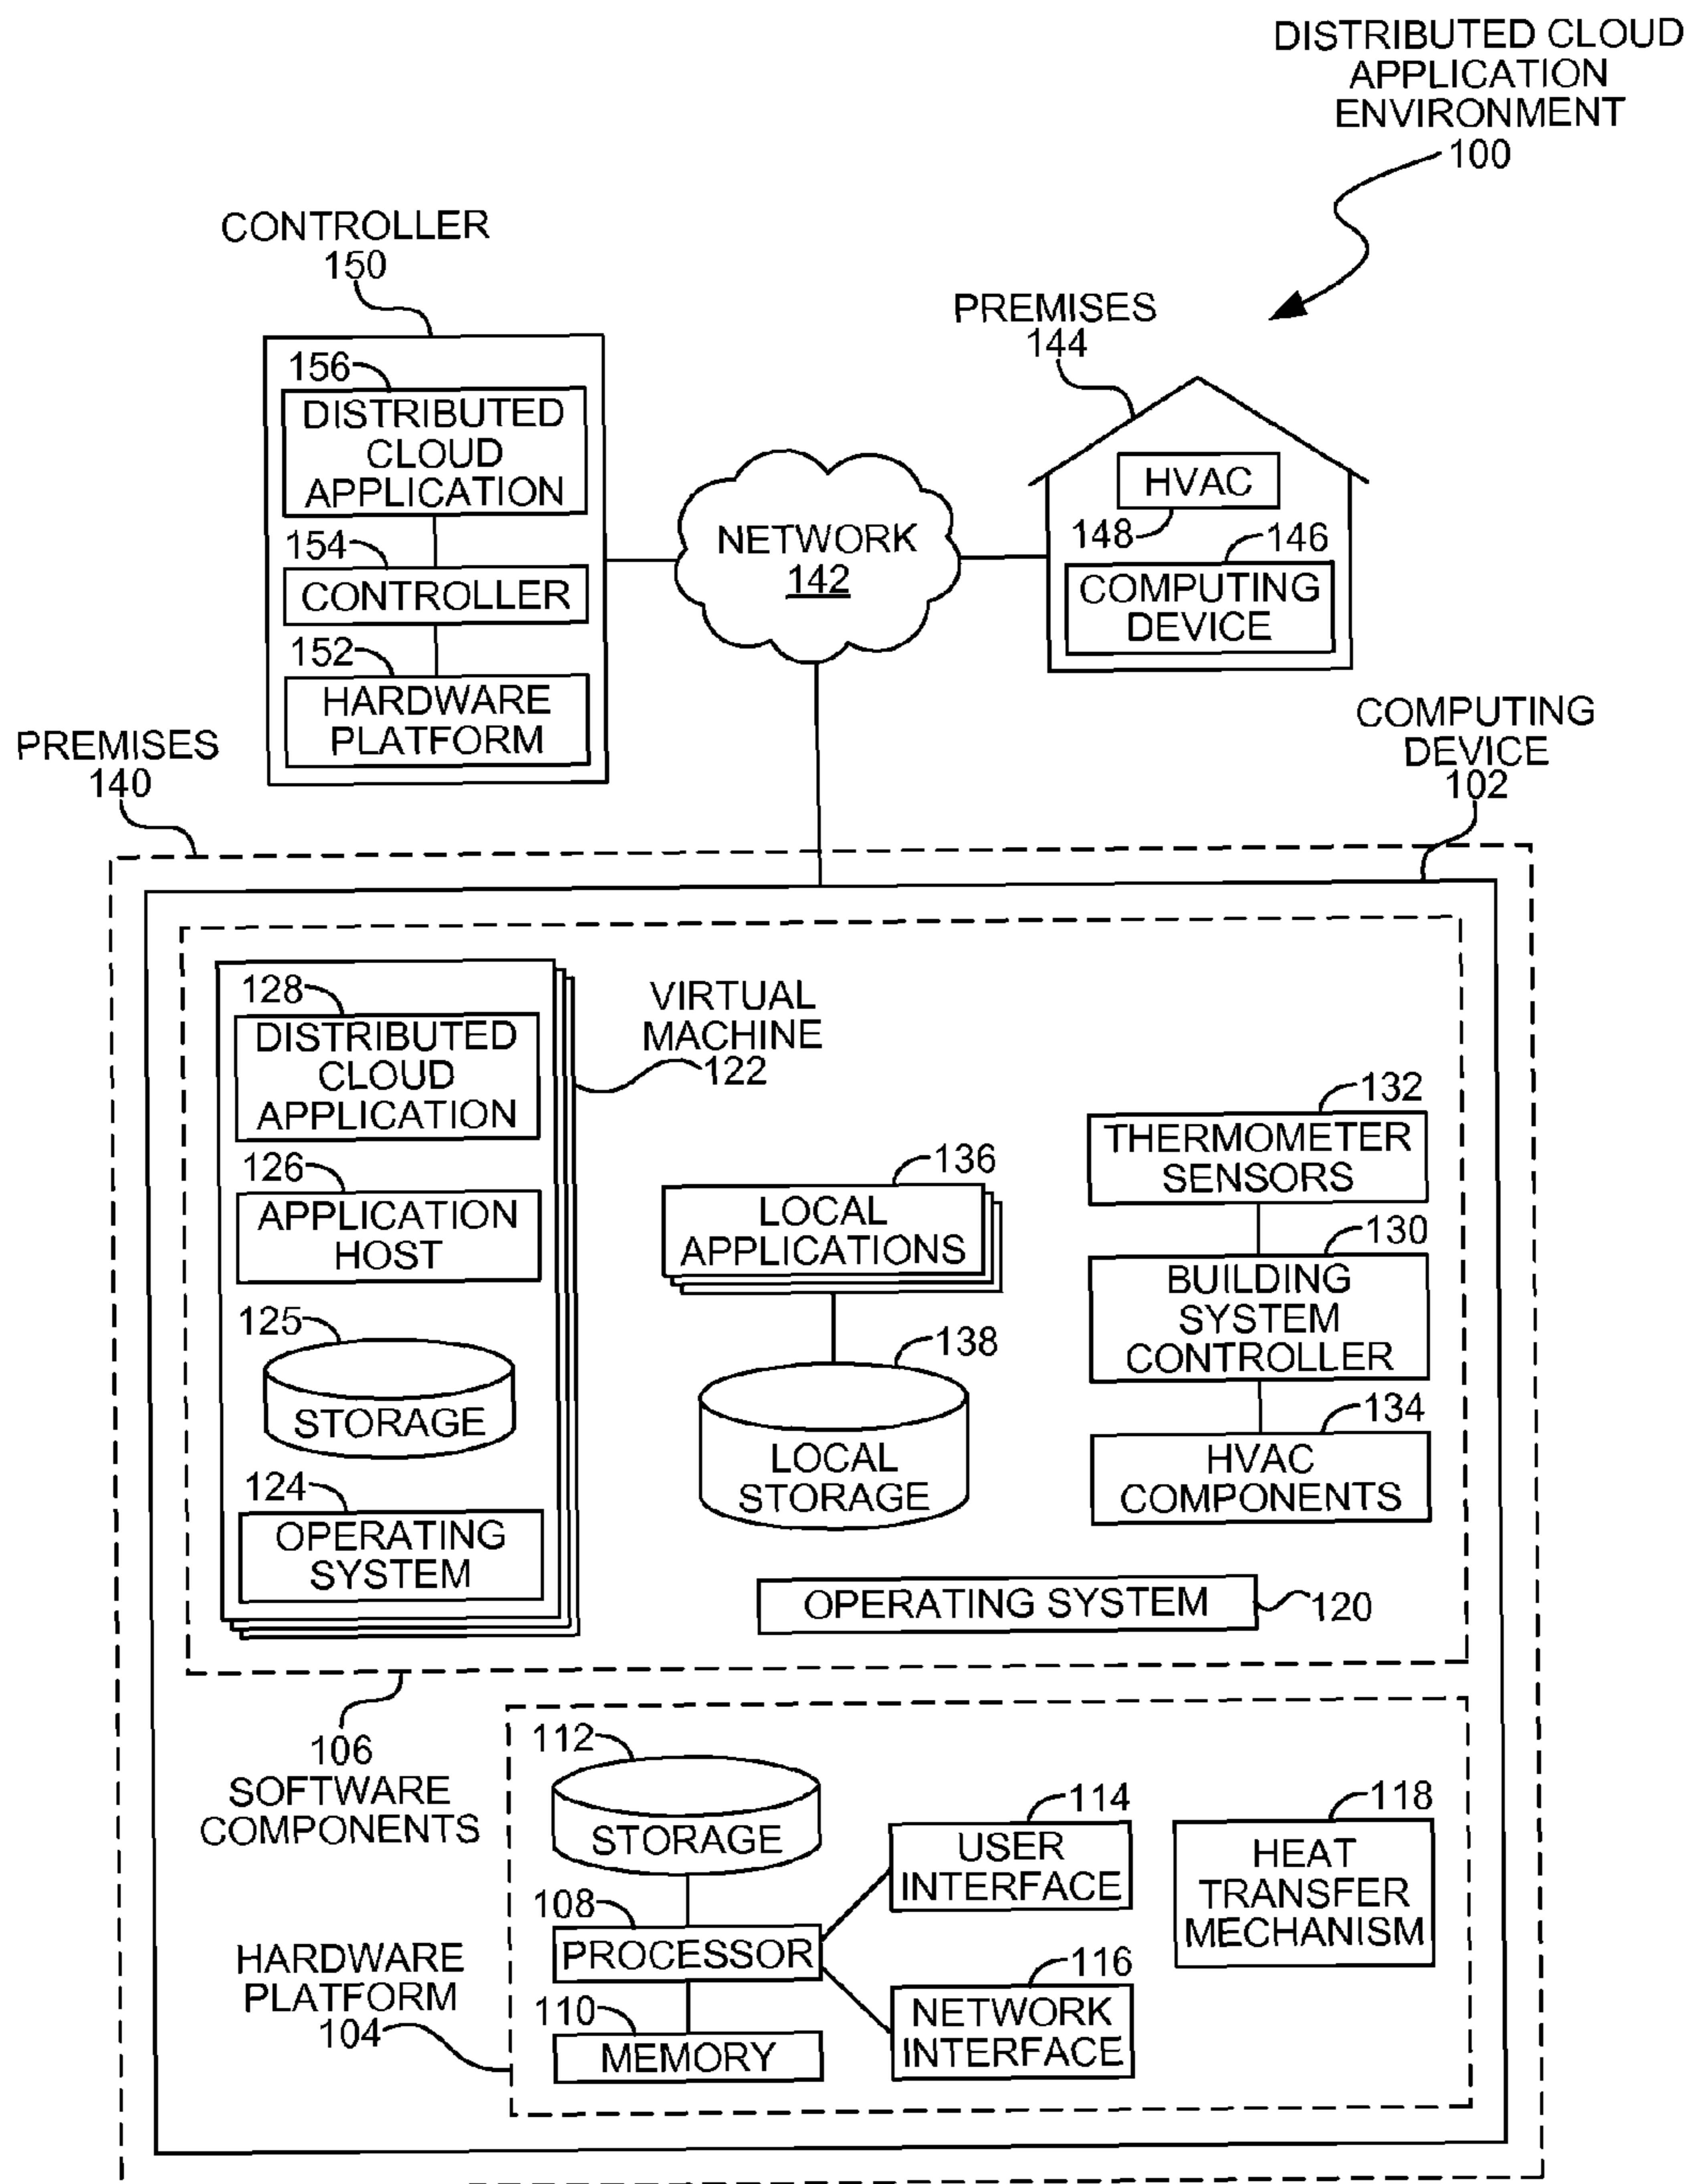 DISTRIBUTED CLOUD
APPLICATION
ENVIRONMENT
100
CONTROLLER
150
156
DISTRIBUTED
CLOUD
APPLICATION
154
CONTROLLER
152
HARDWARE
PLATFORM
NETWORK
142
PREMISES
144
HVAC
148
146
COMPUTING
DEVICE
PREMISES
140
COMPUTING
DEVICE
102
128
DISTRIBUTED
CLOUD
APPLICATION
126
APPLICATION
HOST
125
STORAGE
124
OPERATING
SYSTEM
VIRTUAL
MACHINE
122
136
LOCAL
APPLICATIONS
138
LOCAL
STORAGE
132
THERMOMETER
SENSORS
130
BUILDING
SYSTEM
CONTROLLER
134
HVAC
COMPONENTS
OPERATING SYSTEM
120
106
SOFTWARE
COMPONENTS
HARDWARE
PLATFORM
104
112
STORAGE
108
PROCESSOR
110
MEMORY
114
USER
INTERFACE
116
NETWORK
INTERFACE
118
HEAT
TRANSFER
MECHANISM